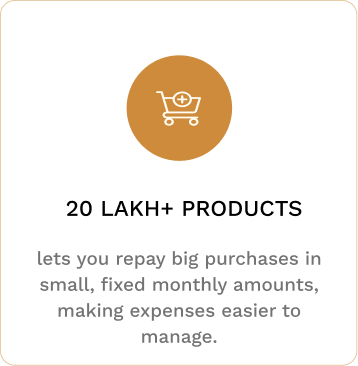 20 LAKH+ PRODUCTS
lets you repay big purchases in
small, fixed monthly amounts,
making expenses easier to
manage.